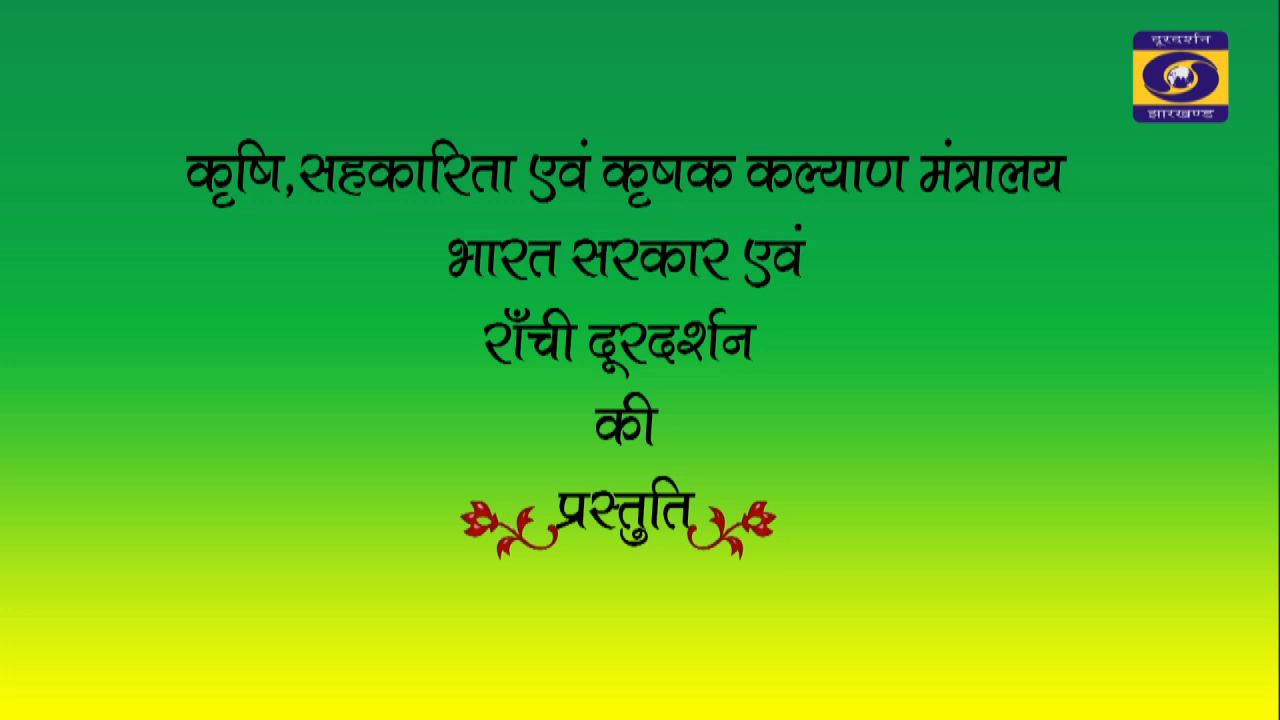 दूरदर्शन
झारखण्ड
कृषि,सहकारिता एवं कृषक कल्याण मंत्रालय
भारत सरकार एवं
राँची दूरदर्शन
की
प्रस्तुति